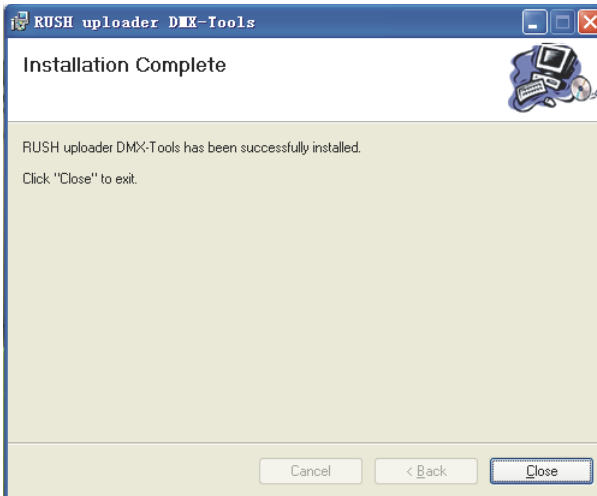 RUSH uploader DMX-Tools
Installation Complete
RUSH uploader DMX-Tools has been successfully installed.
Click "Close" to exit.
Cancel
< Back
Close